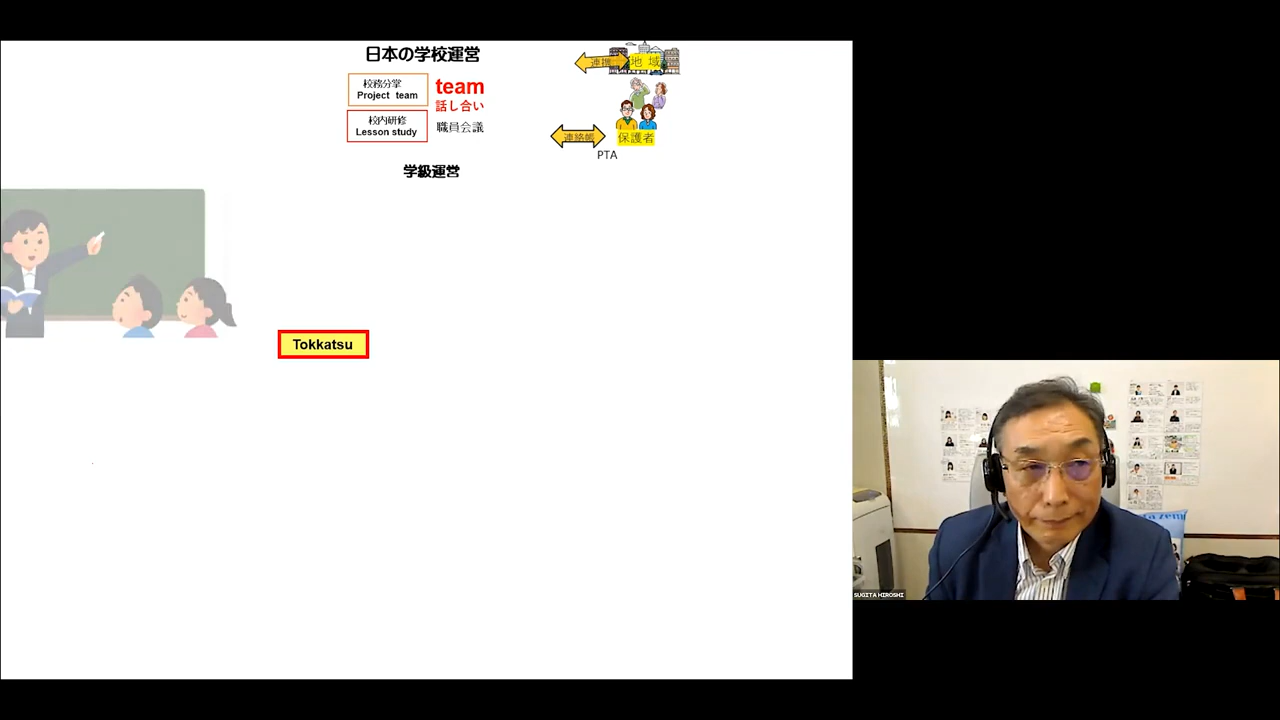 日本の学校運営
連携
地 域
校務分掌
Project team
team
話し合い
校内研修
Lesson study
職員会議
連絡帳
保護者
PTA
学級運営
Tokkatsu
SUGITA HIROSHI